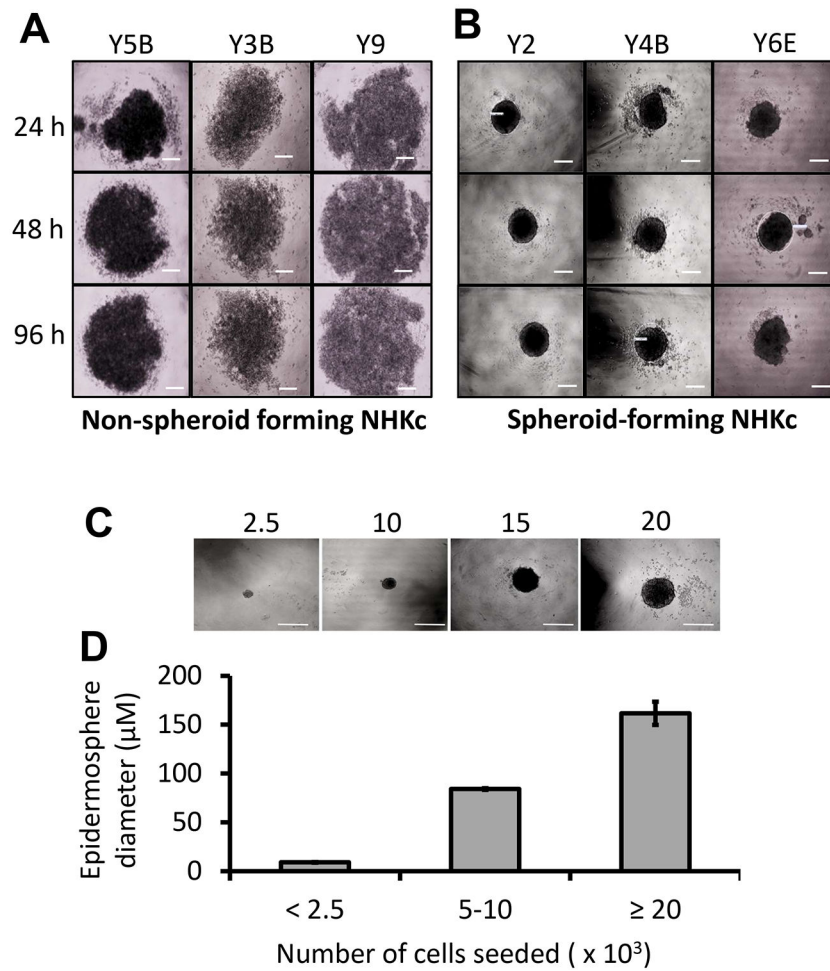 A
Y5B Y3B Y9
24 h
48 h
96 h
Non-spheroid forming NHKc
B
Y2 Y4B Y6E
Spheroid-forming NHKc
C
2.5 10 15 20
D
Epidermosphere
diameter (µM)
200
150
100
50
0
< 2.5 5-10 ≥ 20
Number of cells seeded ( x 10³)